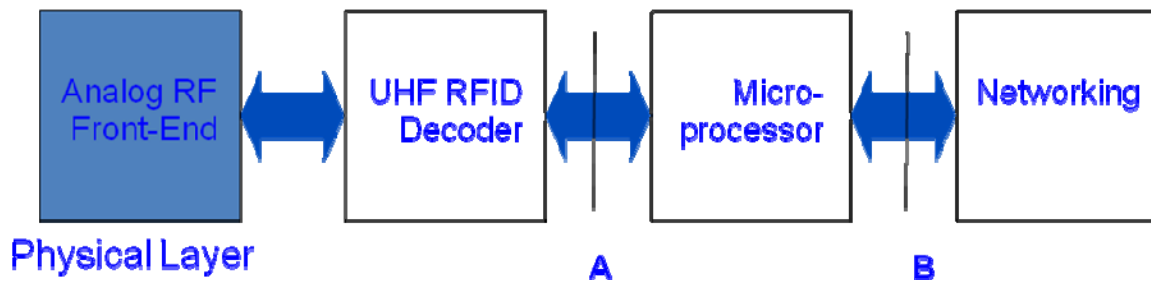 Analog RF
Front-End
UHF RFID
Decoder
Micro-
processor
Networking
Physical Layer
A
B